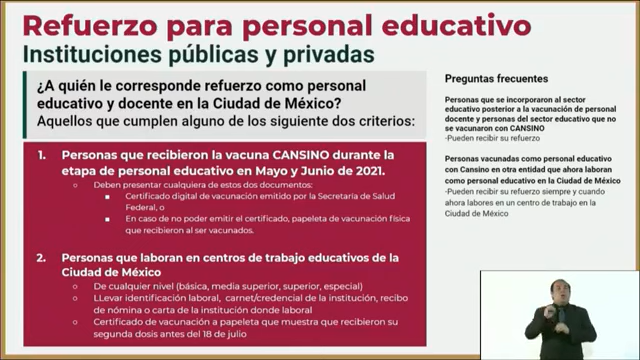 Refuerzo para personal educativo
Instituciones públicas y privadas
¿A quién le corresponde refuerzo como personal
educativo y docente en la Ciudad de México?
Aquellos que cumplen alguno de los siguiente dos criterios:
1. Personas que recibieron la vacuna CANSINO durante la
etapa de personal educativo en Mayo y Junio de 2021.
Deben presentar cualquiera de estos dos documentos:
Certificado digital de vacunación emitido por la Secretaría de Salud
Federal, o
En caso de no poder emitir el certificado, papeleta de vacunación física
que recibieron al ser vacunados.
2. Personas que laboran en centros de trabajo educativos de la
Ciudad de México
De cualquier nivel (básica, media superior, superior, especial)
LLevar identificación laboral, carnet/credencial de la institución, recibo
de nómina o carta de la institución donde laboral
Certificado de vacunación a papeleta que muestra que recibieron su
segunda dosis antes del 18 de julio
Preguntas frecuentes
Personas que se incorporaron al sector
educativo posterior a la vacunación de personal
docente y personas del sector educativo que no
se vacunaron con CANSINO
-Pueden recibir su refuerzo
Personas vacunadas como personal educativo
con Cansino en otra entidad que ahora laboran
como personal educativo en la Ciudad de México
-Pueden recibir su refuerzo siempre y cuando
ahora labores en un centro de trabajo en la
Ciudad de México